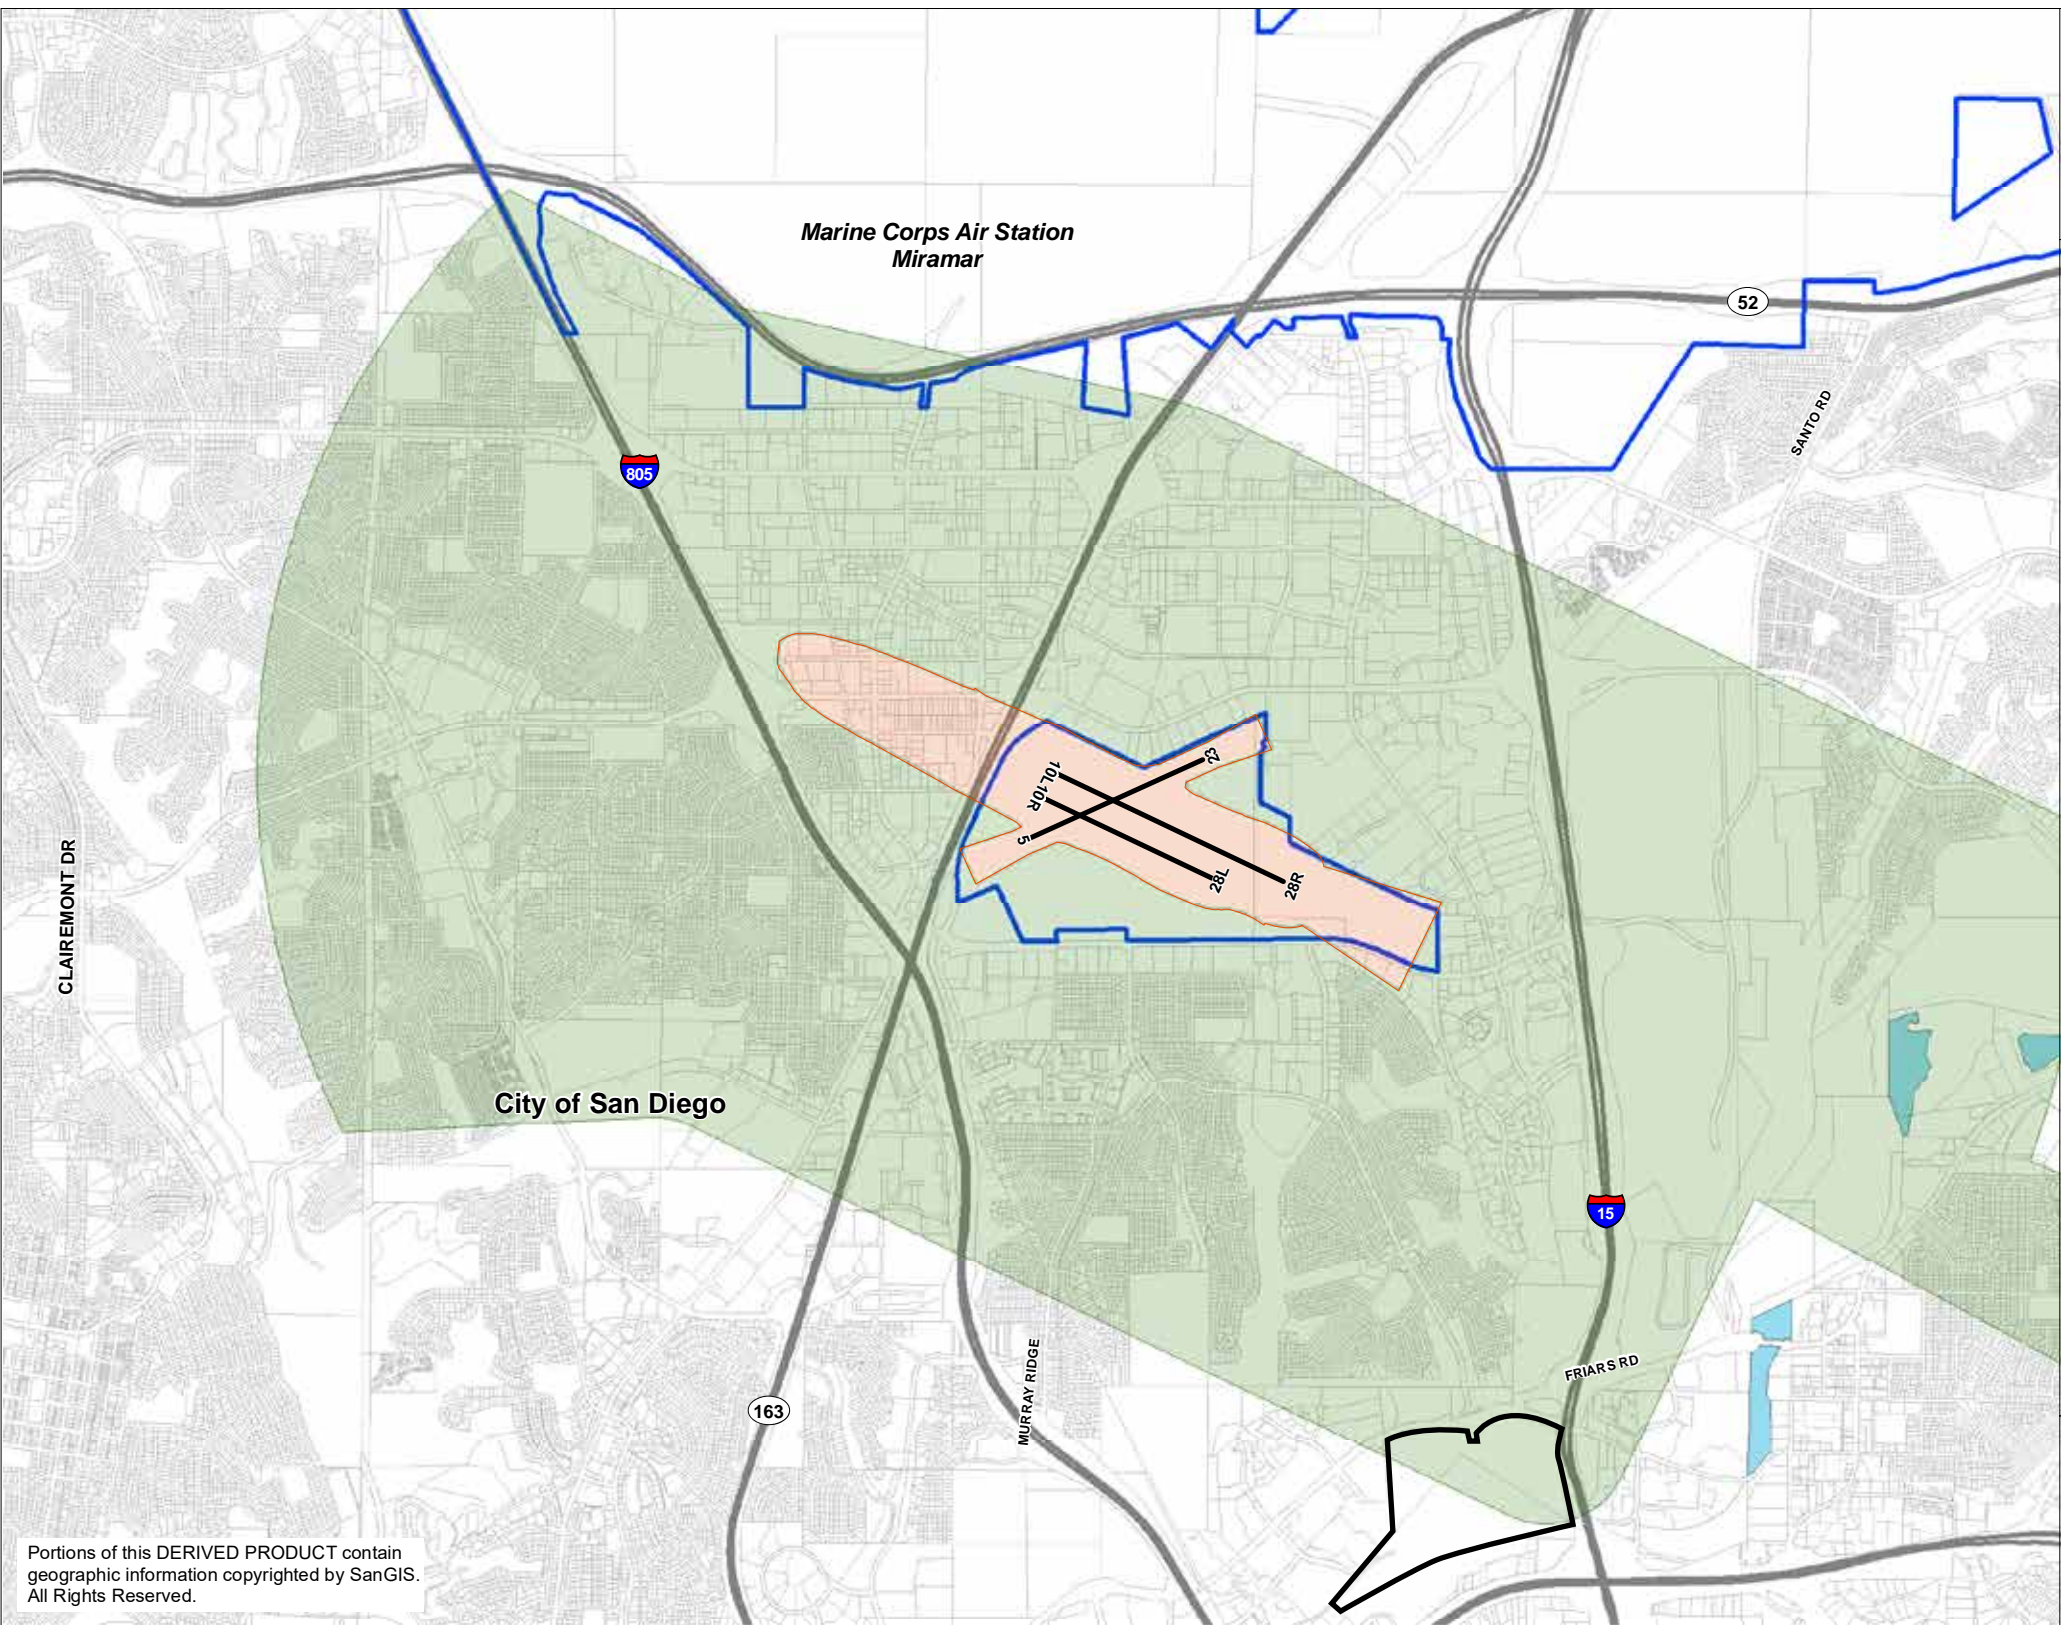 Marine Corps Air Station
Miramar
52
SANTO RD
805
23
10L
10R
5
28L
28R
CLAIREMONT DR
City of San Diego
15
FRIARS RD
MURRAY RIDGE
163
Portions of this DERIVED PRODUCT contain
geographic information copyrighted by SanGIS.
All Rights Reserved.